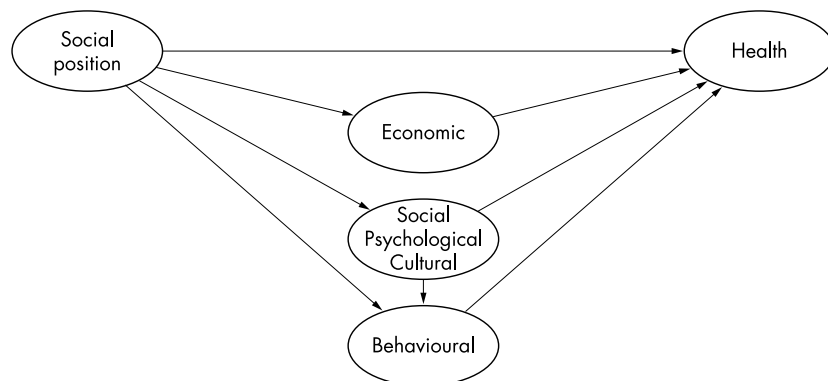 Social
position
Health
Economic
Social
Psychological
Cultural
Behavioural